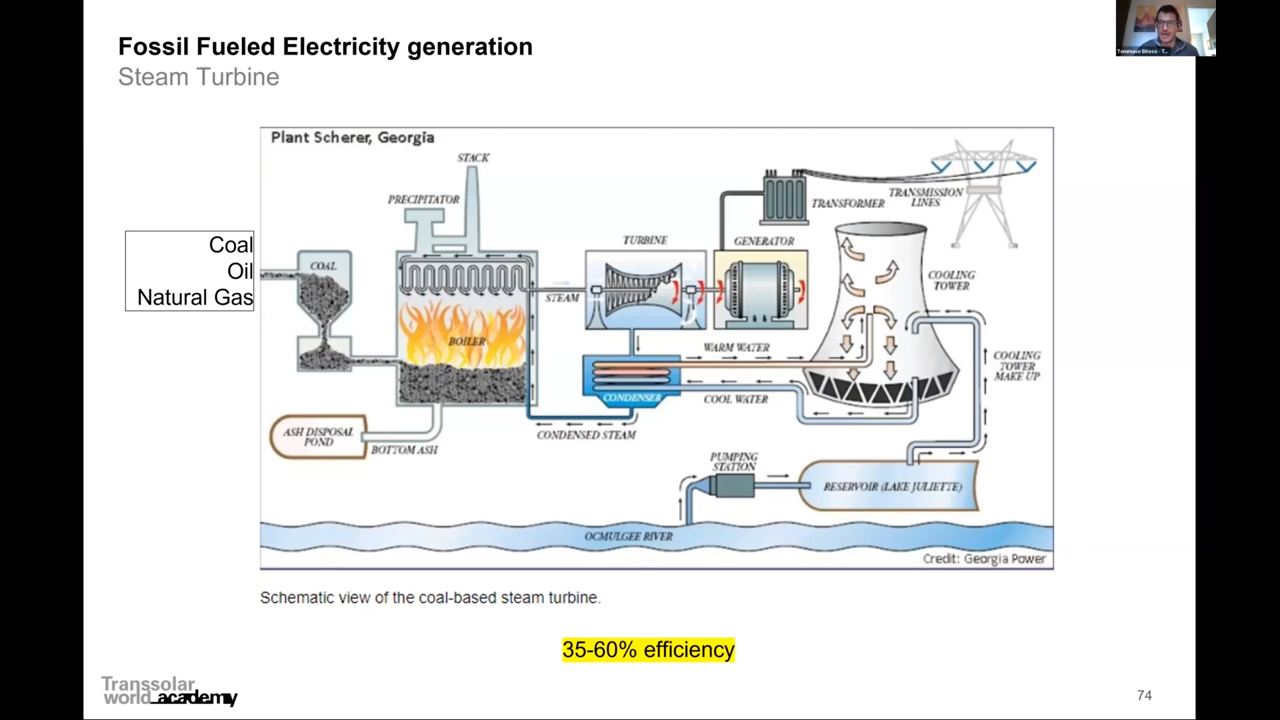 Fossil Fueled Electricity generation
Steam Turbine
Tommaso Bitossi - T...
Plant Scherer, Georgia
STACK
PRECIPITATOR
TRANSFORMER
TRANSMISSION
LINES
Coal
Oil
Natural Gas
COAL
TURBINE
GENERATOR
COOLING
TOWER
STEAM
BOILER
WARM WATER
COOLING
TOWER
MAKE UP
CONDENSER
COOL WATER
ASH DISPOSAL
POND
BOTTOM ASH
CONDENSED STEAM
PUMPING
STATION
RESERVOIR (LAKE JULIETTE)
OCMULGEE RIVER
Credit: Georgia Power
Schematic view of the coal-based steam turbine.
35-60% efficiency
Transsolar
world academy
74